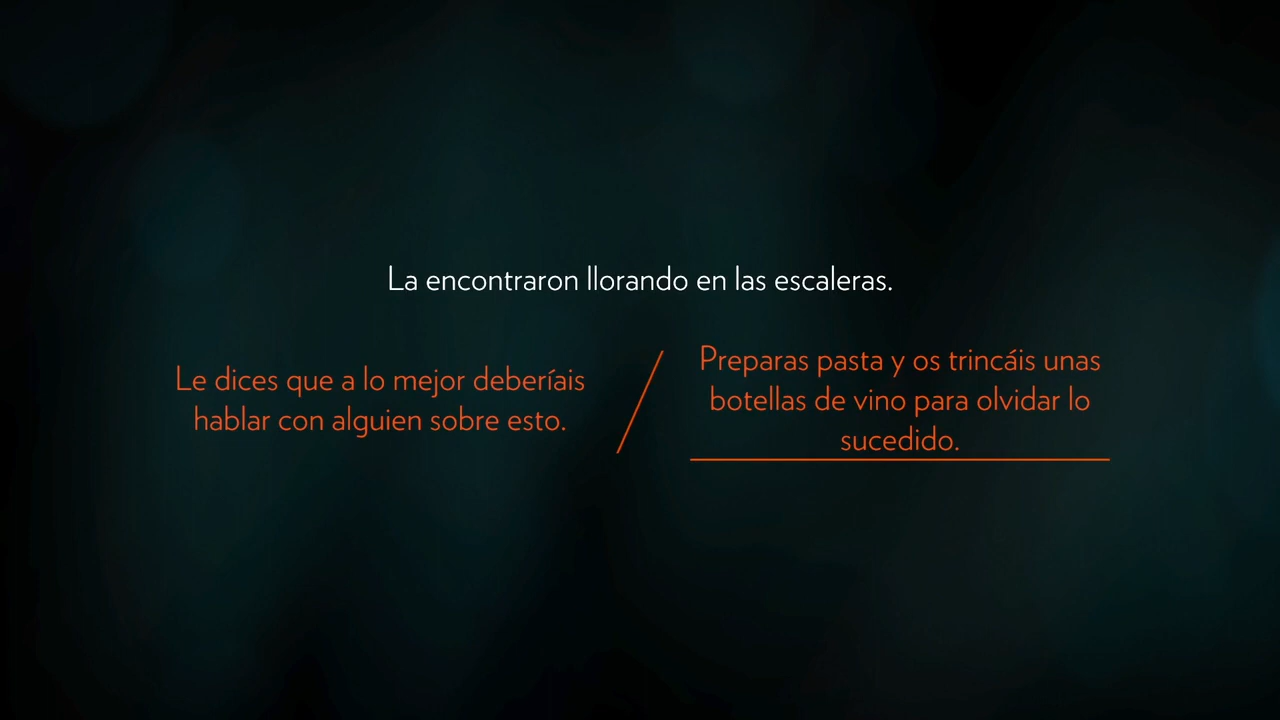 La encontraron llorando en las escaleras.
Le dices que a lo mejor deberíais
hablar con alguien sobre esto.
Preparas pasta y os trincáis unas
botellas de vino para olvidar lo
sucedido.